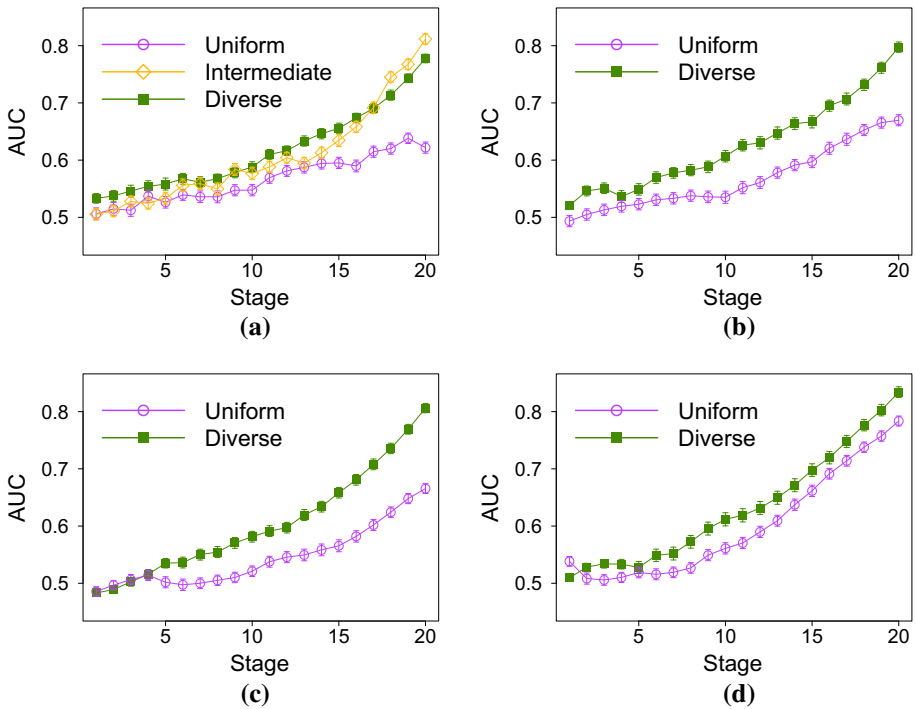 AUC
0.8
0.7
0.6
0.5
Uniform
Intermediate
Diverse
5 10 15 20
Stage
(a)
AUC
0.8
0.7
0.6
0.5
Uniform
Diverse
5 10 15 20
Stage
(b)
AUC
0.8
0.7
0.6
0.5
Uniform
Diverse
5 10 15 20
Stage
(c)
AUC
0.8
0.7
0.6
0.5
Uniform
Diverse
5 10 15 20
Stage
(d)